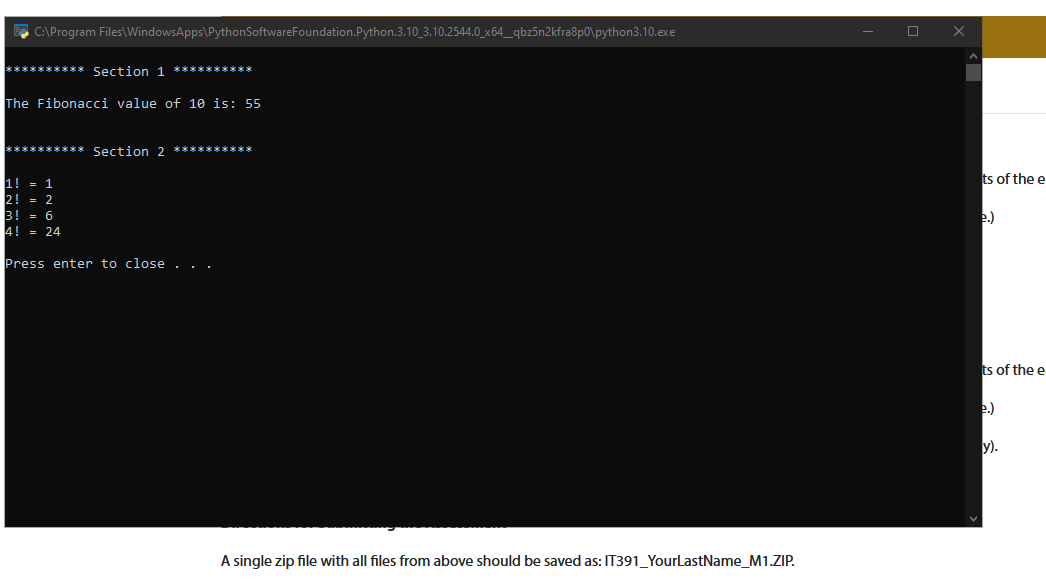 C:\Program Files\WindowsApps\PythonSoftwareFoundation.Python.3.10_3.10.2544.0_x64__qbz5n2kfra8p0\python3.10.exe
********** Section 1 **********
The Fibonacci value of 10 is: 55
********** Section 2 **********
1! = 1
2! = 2
3! = 6
4! = 24
Press enter to close . . .
ts of the e
e.)
ts of the e
e.)
y).
A single zip file with all files from above should be saved as: IT391_YourLastName_M1.ZIP.